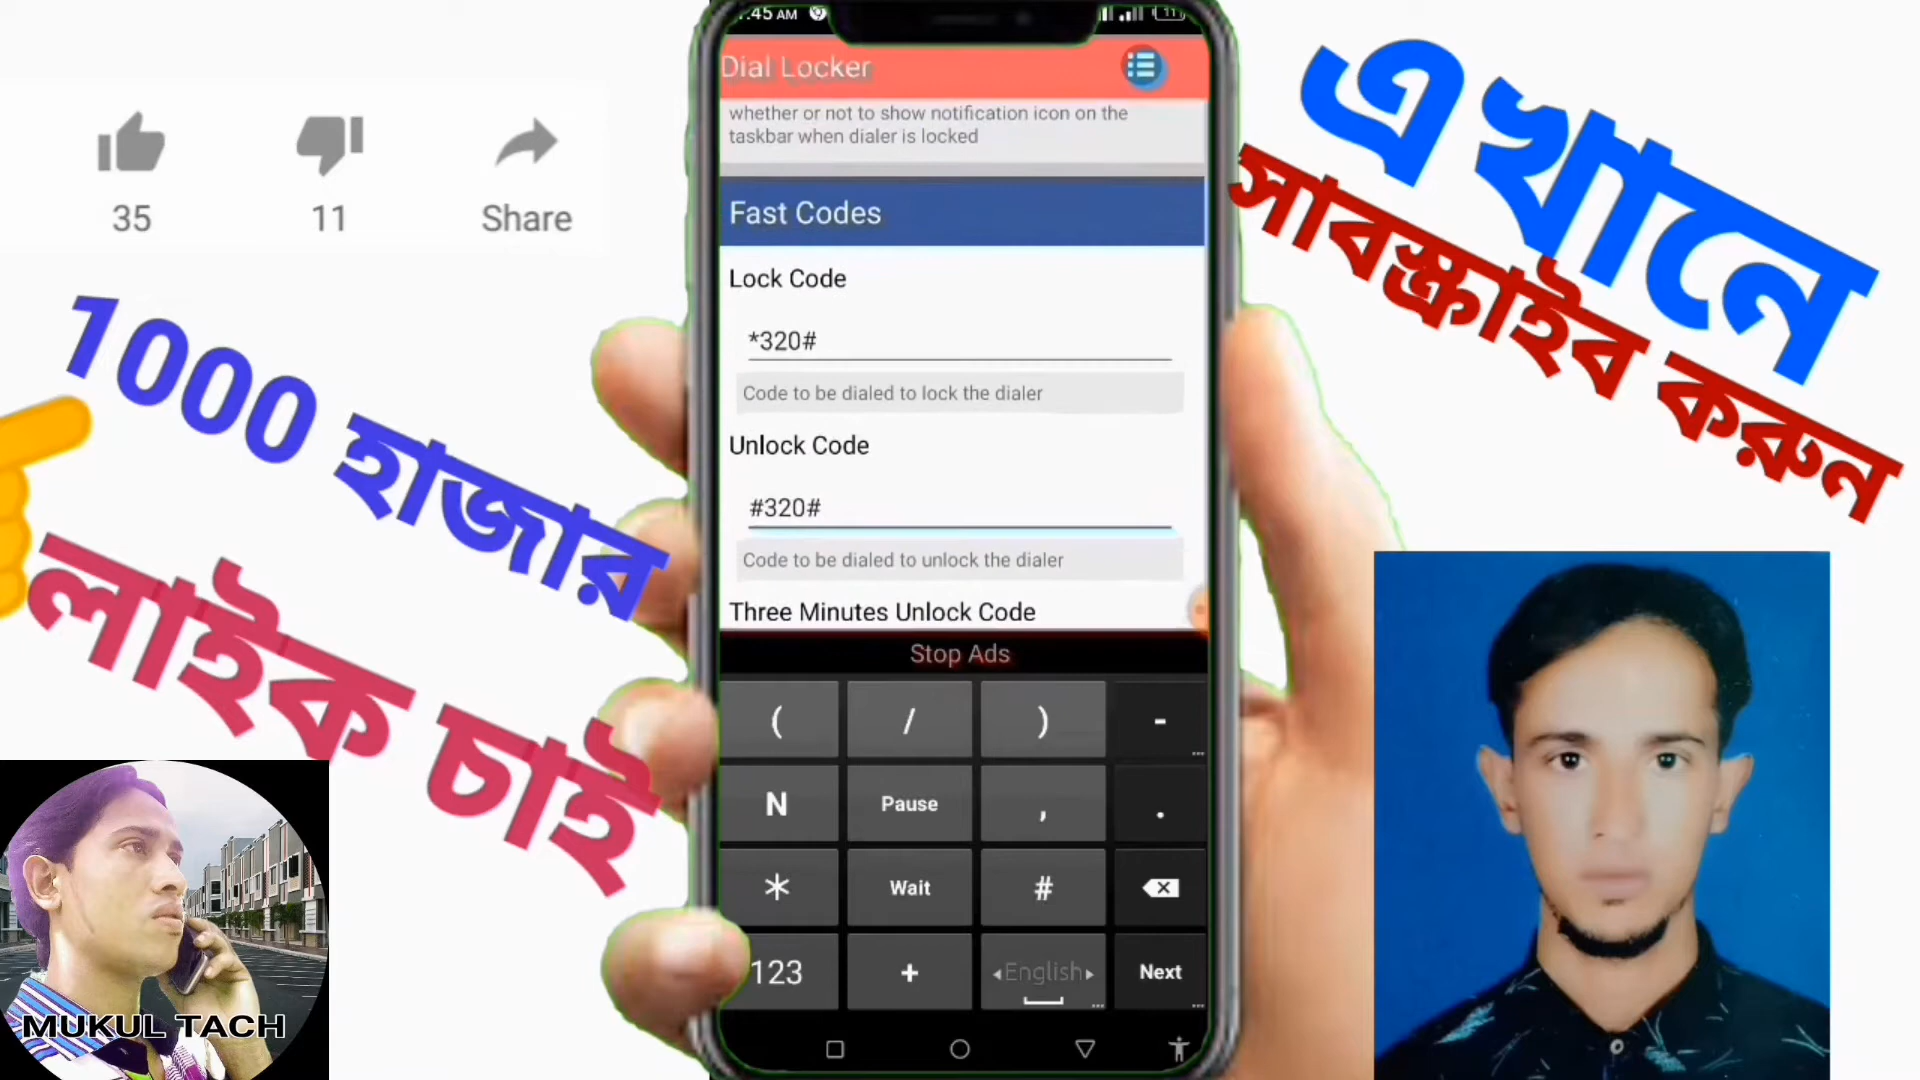 :45 AM
11
Dial Locker
whether or not to show notification icon on the
taskbar when dialer is locked
Fast Codes
Lock Code
*320#
Code to be dialed to lock the dialer
Unlock Code
#320#
Code to be dialed to unlock the dialer
Three Minutes Unlock Code
Stop Ads
( / ) -
N Pause , .
* Wait #
123 + English Next
35 11 Share
1000 হাজার
লাইক চাই
এখানে
সাবস্ক্রাইব করুন
MUKUL TACH